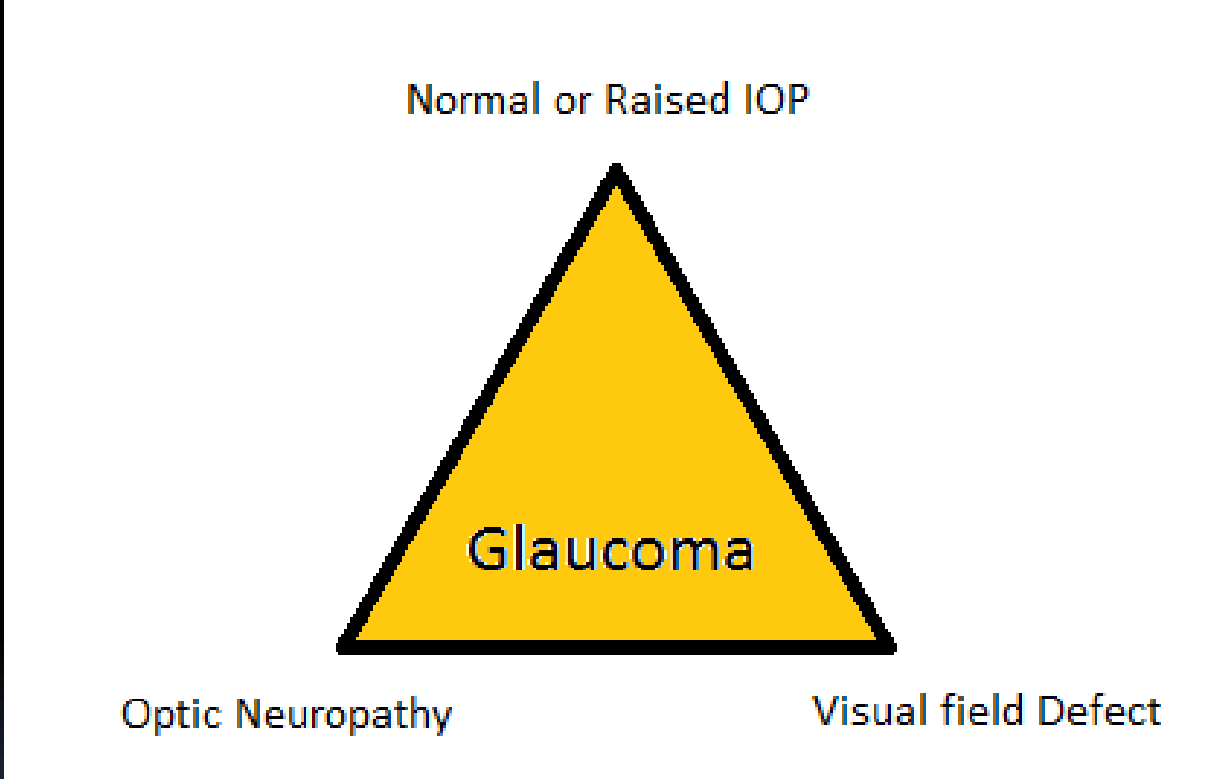 Normal or Raised IOP
Glaucoma
Optic Neuropathy
Visual field Defect